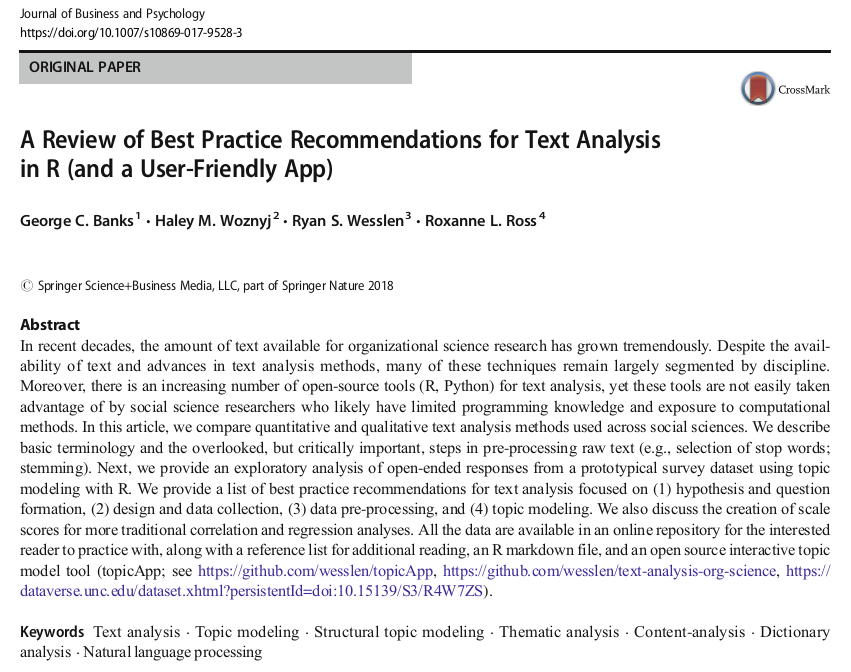 Journal of Business and Psychology
https://doi.org/10.1007/s10869-017-9528-3
ORIGINAL PAPER
CrossMark
A Review of Best Practice Recommendations for Text Analysis
in R (and a User-Friendly App)
George C. Banks1 · Haley M. Woznyj2 · Ryan S. Wesslen3 · Roxanne L. Ross4
© Springer Science+Business Media, LLC, part of Springer Nature 2018
Abstract
In recent decades, the amount of text available for organizational science research has grown tremendously. Despite the avail-
ability of text and advances in text analysis methods, many of these techniques remain largely segmented by discipline.
Moreover, there is an increasing number of open-source tools (R, Python) for text analysis, yet these tools are not easily taken
advantage of by social science researchers who likely have limited programming knowledge and exposure to computational
methods. In this article, we compare quantitative and qualitative text analysis methods used across social sciences. We describe
basic terminology and the overlooked, but critically important, steps in pre-processing raw text (e.g., selection of stop words;
stemming). Next, we provide an exploratory analysis of open-ended responses from a prototypical survey dataset using topic
modeling with R. We provide a list of best practice recommendations for text analysis focused on (1) hypothesis and question
formation, (2) design and data collection, (3) data pre-processing, and (4) topic modeling. We also discuss the creation of scale
scores for more traditional correlation and regression analyses. All the data are available in an online repository for the interested
reader to practice with, along with a reference list for additional reading, an R markdown file, and an open source interactive topic
model tool (topicApp; see https://github.com/wesslen/topicApp, https://github.com/wesslen/text-analysis-org-science, https://
dataverse.unc.edu/dataset.xhtml?persistentId=doi:10.15139/S3/R4W7ZS).
Keywords Text analysis · Topic modeling · Structural topic modeling · Thematic analysis · Content-analysis · Dictionary
analysis · Natural language processing